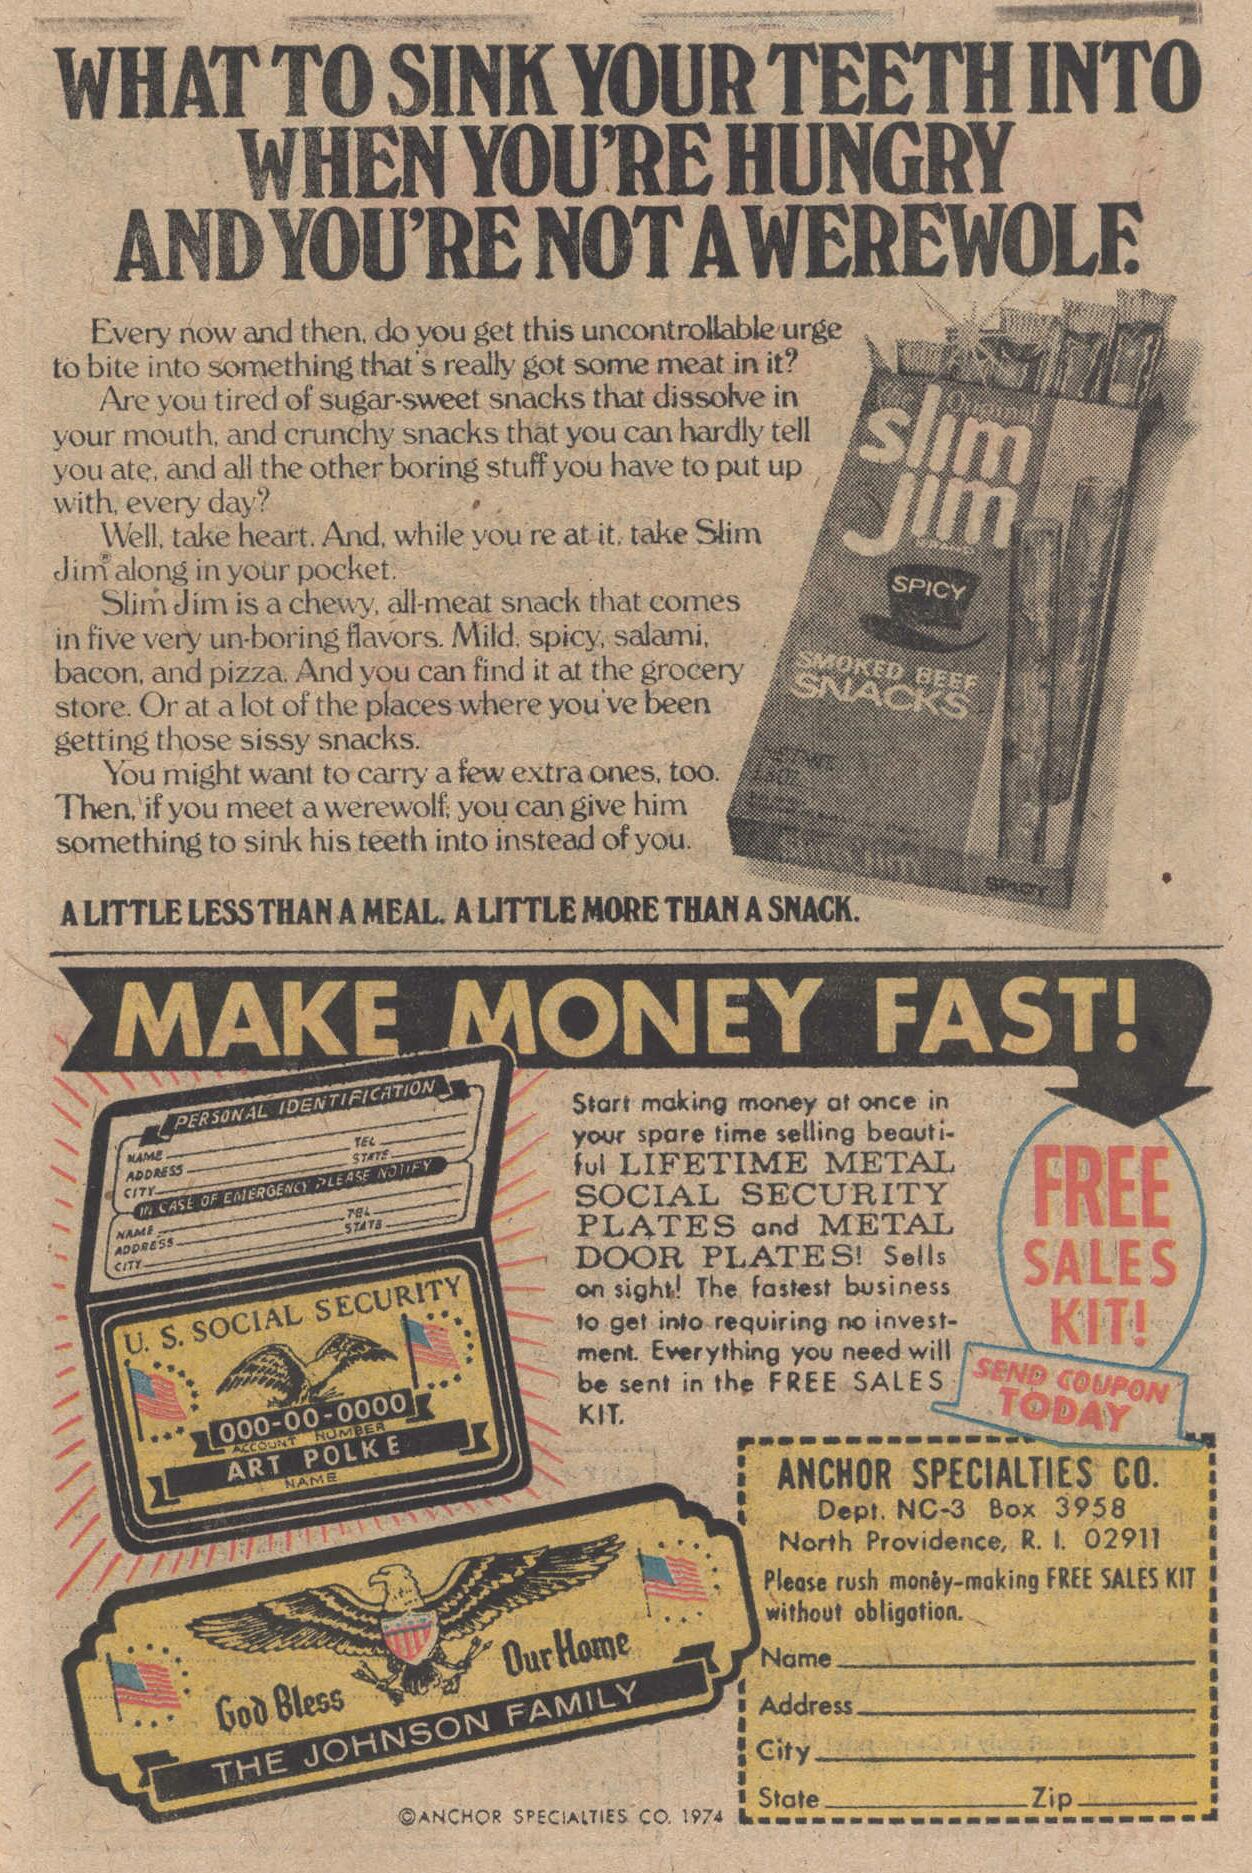 WHAT TO SINK YOUR TEETH INTO
WHEN YOU'RE HUNGRY
AND YOU'RE NOT A WEREWOLF.
Every now and then, do you get this uncontrollable urge
to bite into something that's really got some meat in it?
Are you tired of sugar-sweet snacks that dissolve in
your mouth, and crunchy snacks that you can hardly tell
you ate, and all the other boring stuff you have to put up
with, every day?
Well, take heart. And, while you're at it, take Slim
Jim® along in your pocket.
Slim Jim is a chewy, all-meat snack that comes
in five very un-boring flavors. Mild, spicy, salami,
bacon, and pizza. And you can find it at the grocery
store. Or at a lot of the places where you've been
getting those sissy snacks.
You might want to carry a few extra ones, too.
Then, if you meet a werewolf, you can give him
something to sink his teeth into instead of you.
slim
jim
SPICY
SMOKED BEEF
SNACKS
SPICY
A LITTLE LESS THAN A MEAL. A LITTLE MORE THAN A SNACK.
MAKE MONEY FAST!
PERSONAL IDENTIFICATION
NAME
TEL
ADDRESS
STATE
CITY
IN CASE OF EMERGENCY PLEASE NOTIFY
NAME
TEL
ADDRESS
STATE
CITY
U. S. SOCIAL SECURITY
000-00-0000
ACCOUNT NUMBER
ART POLKE
NAME
Start making money at once in
your spare time selling beauti-
ful LIFETIME METAL
SOCIAL SECURITY
PLATES and METAL
DOOR PLATES! Sells
on sight! The fastest business
to get into requiring no invest-
ment. Everything you need will
be sent in the FREE SALES
KIT.
FREE
SALES
KIT!
SEND COUPON
TODAY
God Bless Our Home
THE JOHNSON FAMILY
©ANCHOR SPECIALTIES CO. 1974
ANCHOR SPECIALTIES CO.
Dept. NC-3 Box 3958
North Providence, R. I. 02911
Please rush money-making FREE SALES KIT
without obligation.
Name
Address
City
State Zip